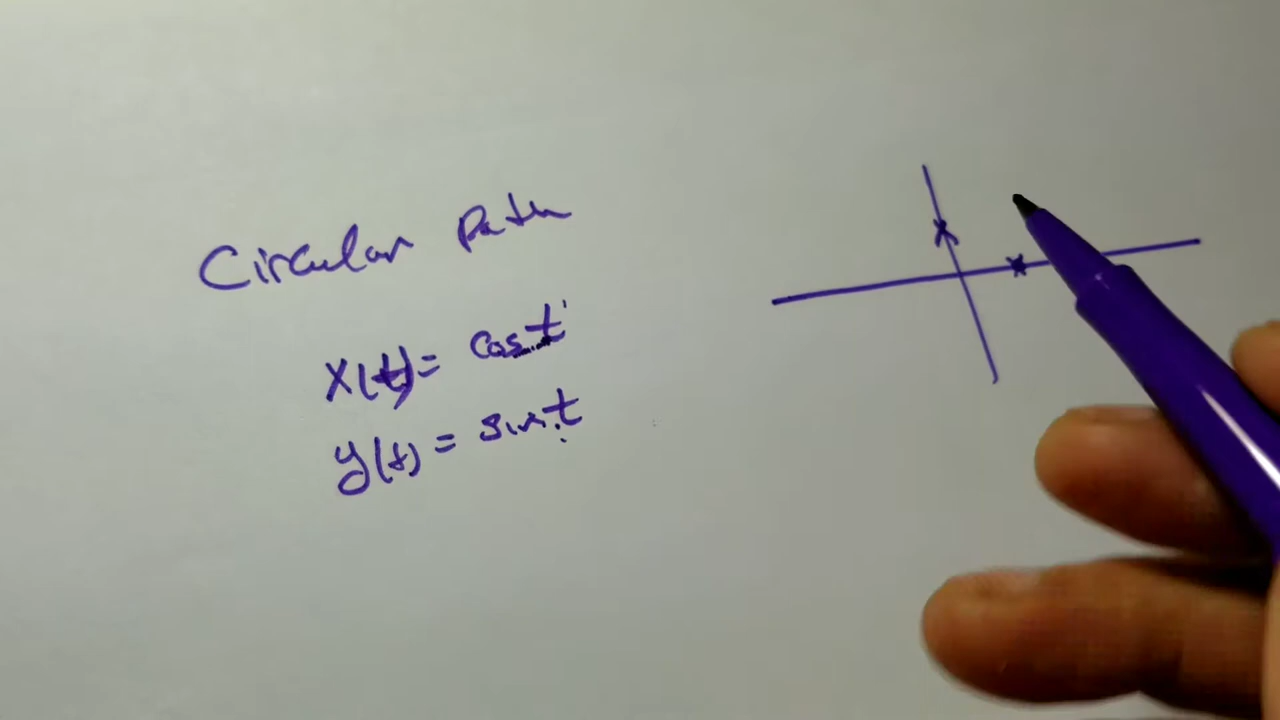 Circular Path
x(t) = cos t
y(t) = sin t